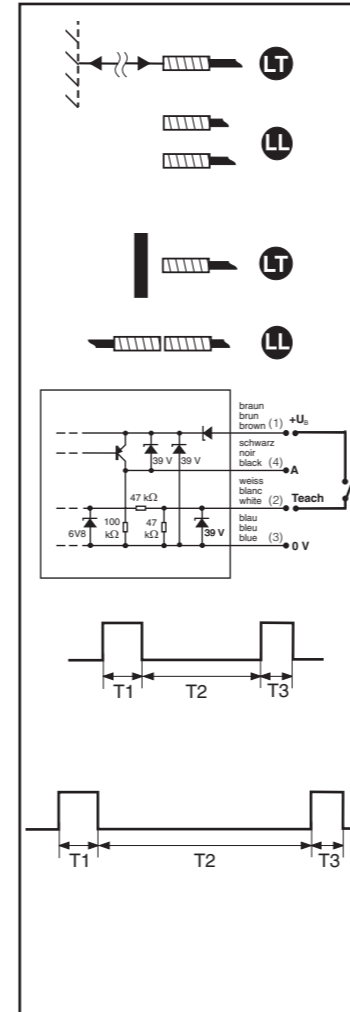 LT
LL
LT
LL
braun
brun
brown (1) +UB
schwarz
noir
black (4) A
39 V 39 V
weiss
blanc
white (2) Teach
47 kΩ
blau
bleu
blue (3) 0 V
6V8 100 kΩ 47 kΩ 39 V
T1 T2 T3
T1 T2 T3